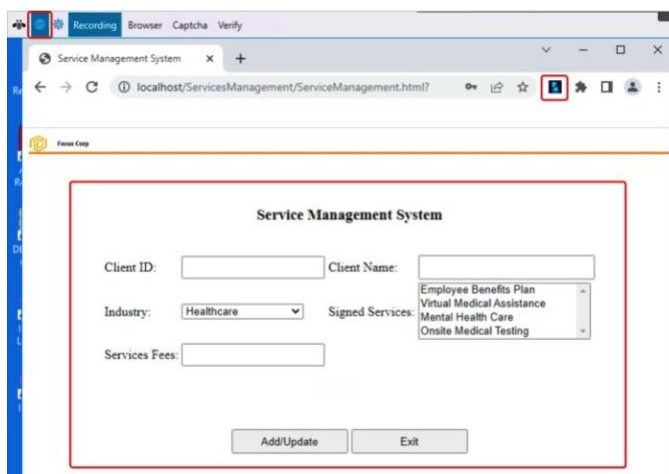 Recording Browser Captcha Verify
Service Management System
localhost/ServicesManagement/ServiceManagement.html?
Focus Corp
Service Management System
Client ID: Client Name:
Industry: Healthcare Signed Services:
Employee Benefits Plan
Virtual Medical Assistance
Mental Health Care
Onsite Medical Testing
Services Fees:
Add/Update Exit